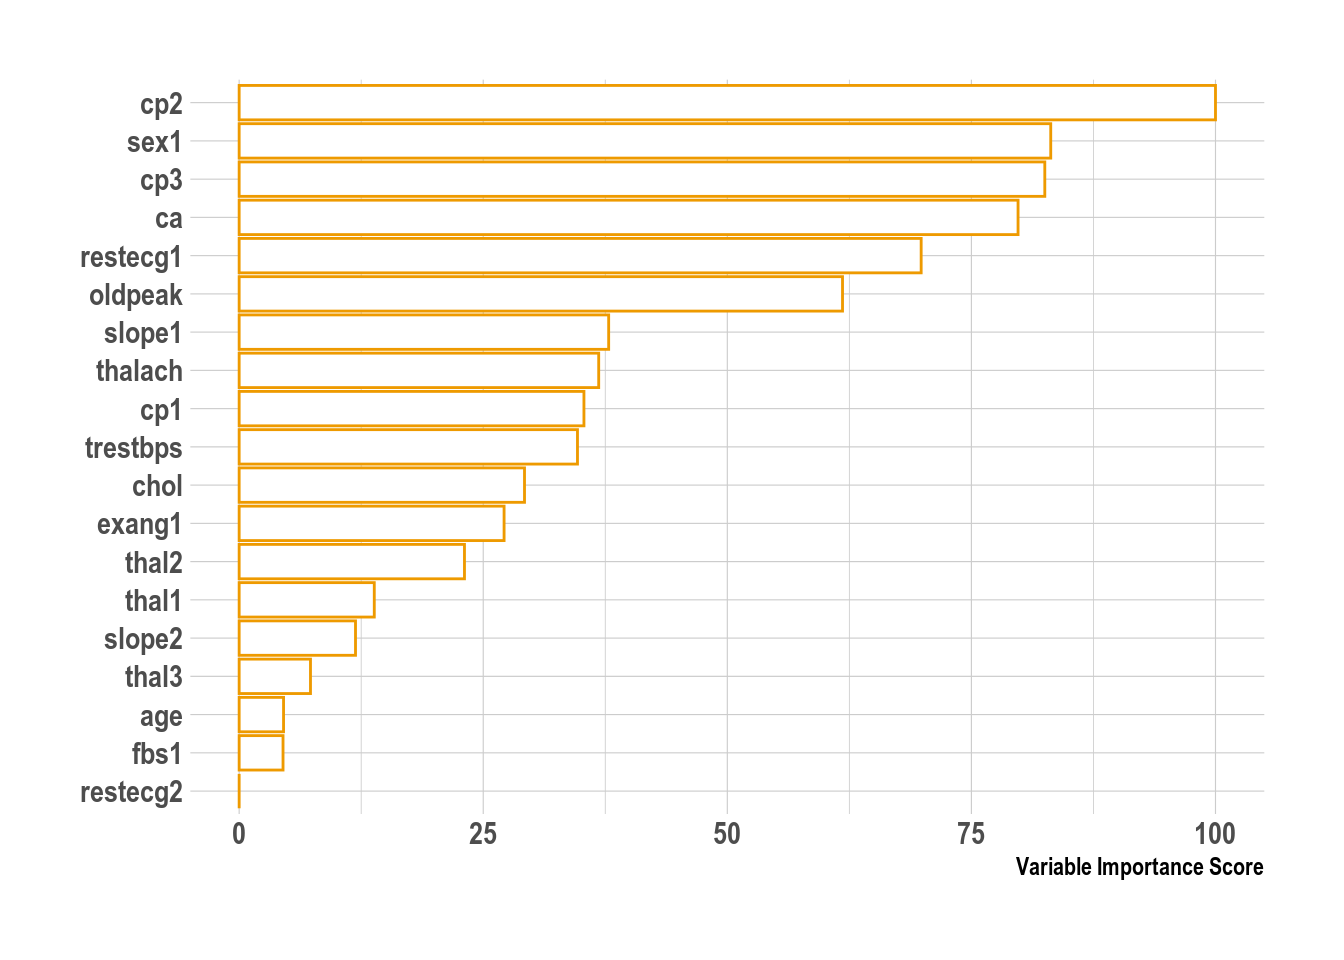 cp2
sex1
cp3
ca
restecg1
oldpeak
slope1
thalach
cp1
trestbps
chol
exang1
thal2
thal1
slope2
thal3
age
fbs1
restecg2
0 25 50 75 100
Variable Importance Score